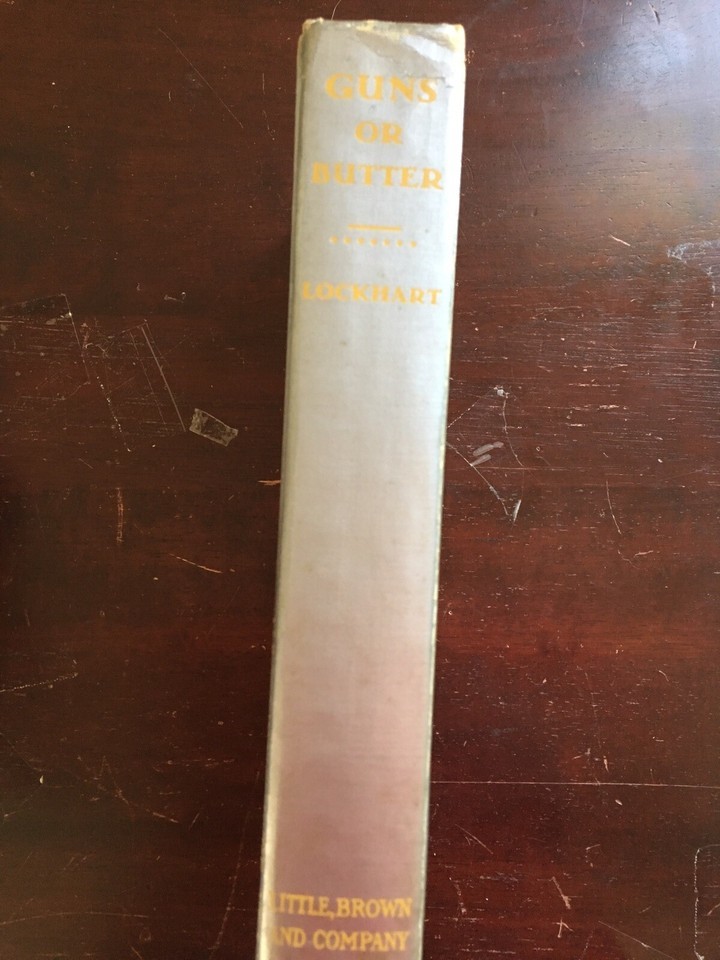 GUNS
OR
BUTTER
LOCKHART
LITTLE, BROWN
AND COMPANY